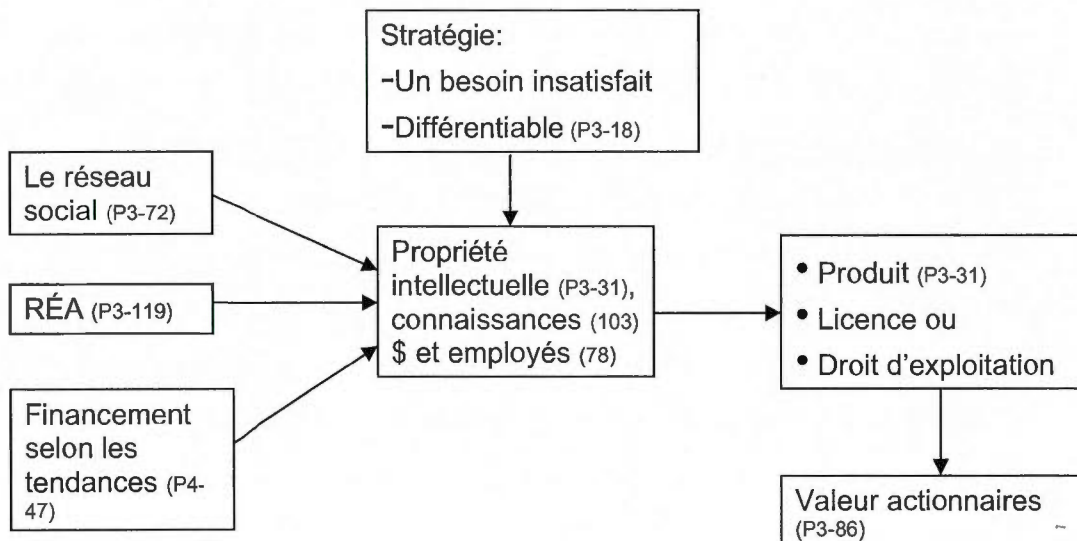 Stratégie:
-Un besoin insatisfait
-Différentiable (P3-18)
Le réseau
social (P3-72)
RÉA (P3-119)
Financement
selon les
tendances (P4-
47)
Propriété
intellectuelle (P3-31),
connaissances (103)
$ et employés (78)
• Produit (P3-31)
• Licence ou
• Droit d'exploitation
Valeur actionnaires
(P3-86)